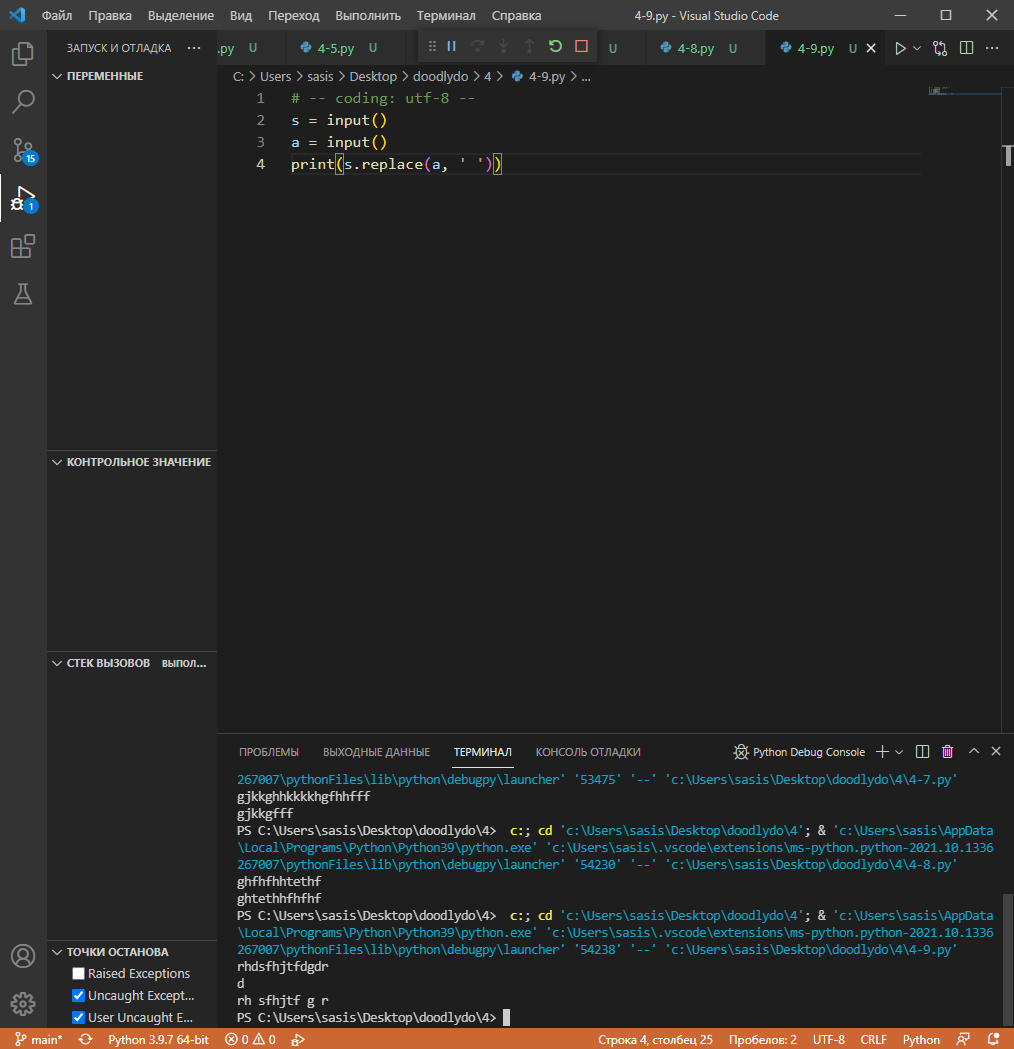 Файл Правка Выделение Вид Переход Выполнить Терминал Справка 4-9.py - Visual Studio Code
ЗАПУСК И ОТЛАДКА ... .py U 4-5.py U U 4-8.py U 4-9.py U
ПЕРЕМЕННЫЕ
C: > Users > sasis > Desktop > doodlydo > 4 > 4-9.py > ...
1 # -- coding: utf-8 --
2 s = input()
3 a = input()
4 print(s.replace(a, ' '))
15
1
КОНТРОЛЬНОЕ ЗНАЧЕНИЕ
СТЕК ВЫЗОВОВ ВЫПОЛ...
ТОЧКИ ОСТАНОВА
Raised Exceptions
Uncaught Except...
User Uncaught E...
ПРОБЛЕМЫ ВЫХОДНЫЕ ДАННЫЕ ТЕРМИНАЛ КОНСОЛЬ ОТЛАДКИ Python Debug Console
267007\pythonFiles\lib\python\debugpy\launcher' '53475' '--' 'c:\Users\sasis\Desktop\doodlydo\4\4-7.py'
gjkkghhkkkkhgfhhfff
gjkkgfff
PS C:\Users\sasis\Desktop\doodlydo\4> c:; cd 'c:\Users\sasis\Desktop\doodlydo\4'; & 'c:\Users\sasis\AppData
\Local\Programs\Python\Python39\python.exe' 'c:\Users\sasis\.vscode\extensions\ms-python.python-2021.10.1336
267007\pythonFiles\lib\python\debugpy\launcher' '54230' '--' 'c:\Users\sasis\Desktop\doodlydo\4\4-8.py'
ghfhfhhtethf
ghtethhfhfhf
PS C:\Users\sasis\Desktop\doodlydo\4> c:; cd 'c:\Users\sasis\Desktop\doodlydo\4'; & 'c:\Users\sasis\AppData
\Local\Programs\Python\Python39\python.exe' 'c:\Users\sasis\.vscode\extensions\ms-python.python-2021.10.1336
267007\pythonFiles\lib\python\debugpy\launcher' '54238' '--' 'c:\Users\sasis\Desktop\doodlydo\4\4-9.py'
rhdsfhjtfdgdr
d
rh sfhjtf g r
PS C:\Users\sasis\Desktop\doodlydo\4>
main* Python 3.9.7 64-bit 0 0 Строка 4, столбец 25 Пробелов: 2 UTF-8 CRLF Python